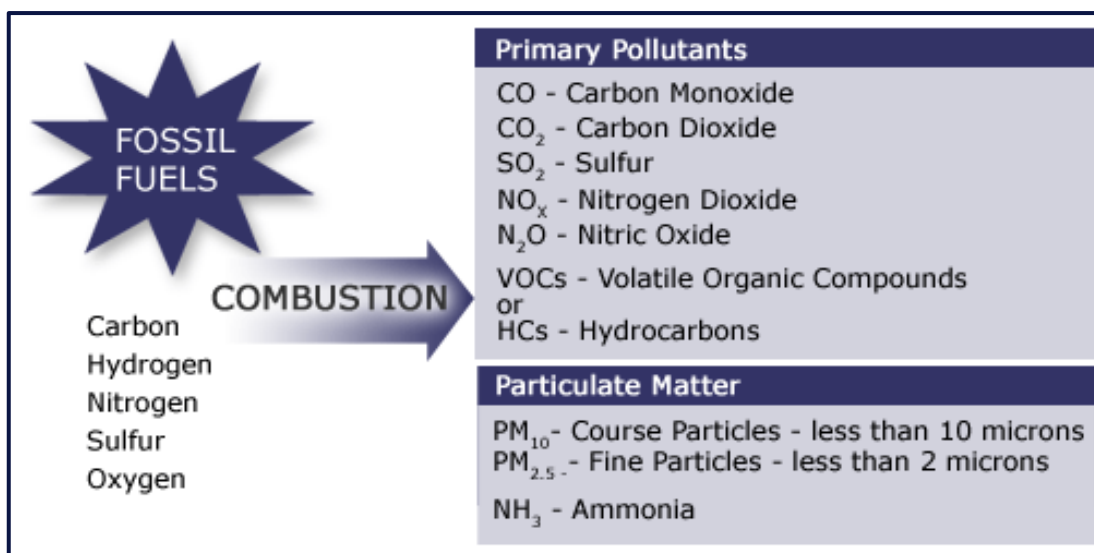 FOSSIL
FUELS
COMBUSTION
Carbon
Hydrogen
Nitrogen
Sulfur
Oxygen
Primary Pollutants
CO - Carbon Monoxide
CO₂ - Carbon Dioxide
SO₂ - Sulfur
NOₓ - Nitrogen Dioxide
N₂O - Nitric Oxide
VOCs - Volatile Organic Compounds
or
HCs - Hydrocarbons
Particulate Matter
PM₁₀- Course Particles - less than 10 microns
PM₂.₅ - Fine Particles - less than 2 microns
NH₃ - Ammonia